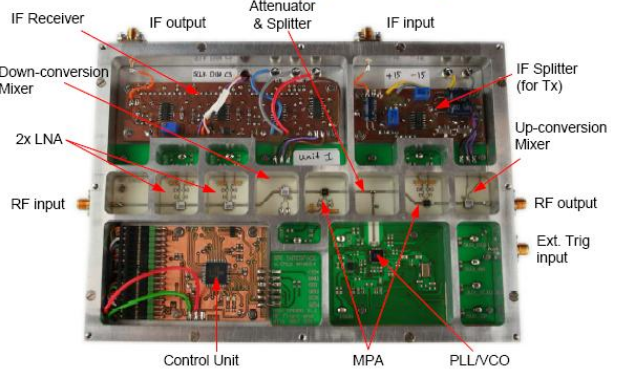 Attenuator
& Splitter
IF Receiver
IF output
IF input
Down-conversion
Mixer
+15 -15
IF Splitter
(for Tx)
2x LNA
Unit 1
Up-conversion
Mixer
RF input
RF output
Ext. Trig
input
Control Unit
MPA
PLL/VCO